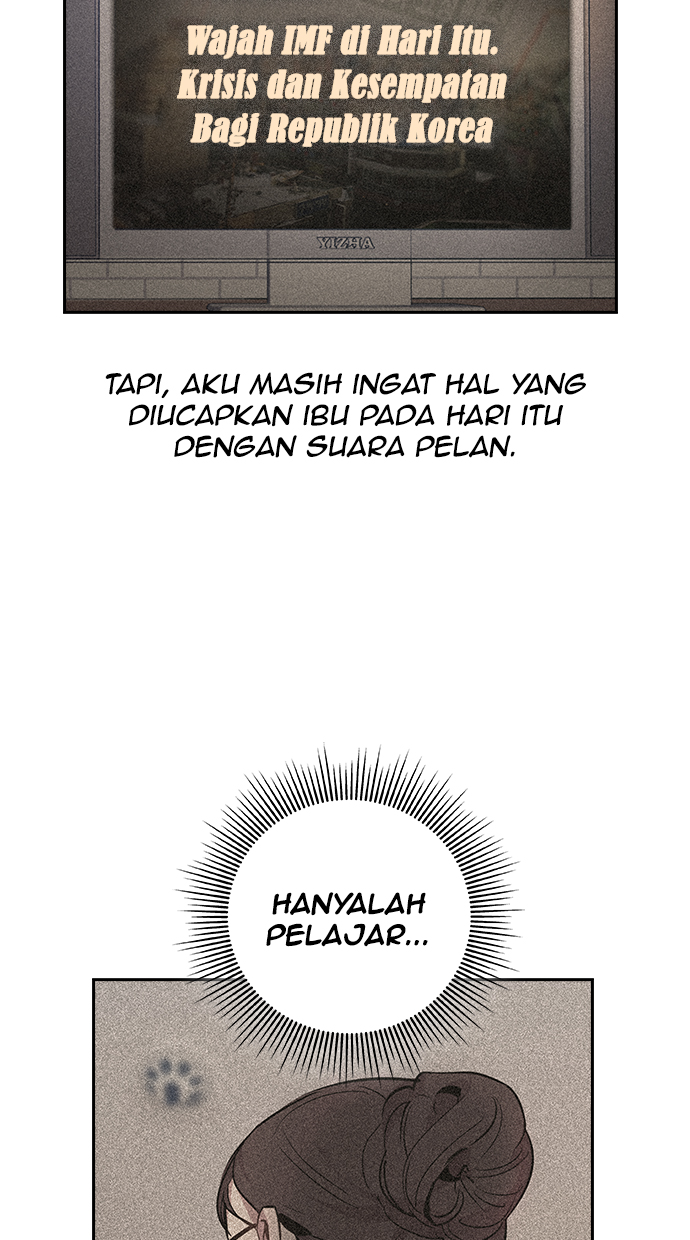 Wajah IMF di Hari Itu.
Krisis dan Kesempatan
Bagi Republik Korea
YIZHA
TAPI, AKU MASIH INGAT HAL YANG
DIUCAPKAN IBU PADA HARI ITU
DENGAN SUARA PELAN.
HANYALAH
PELAJAR...